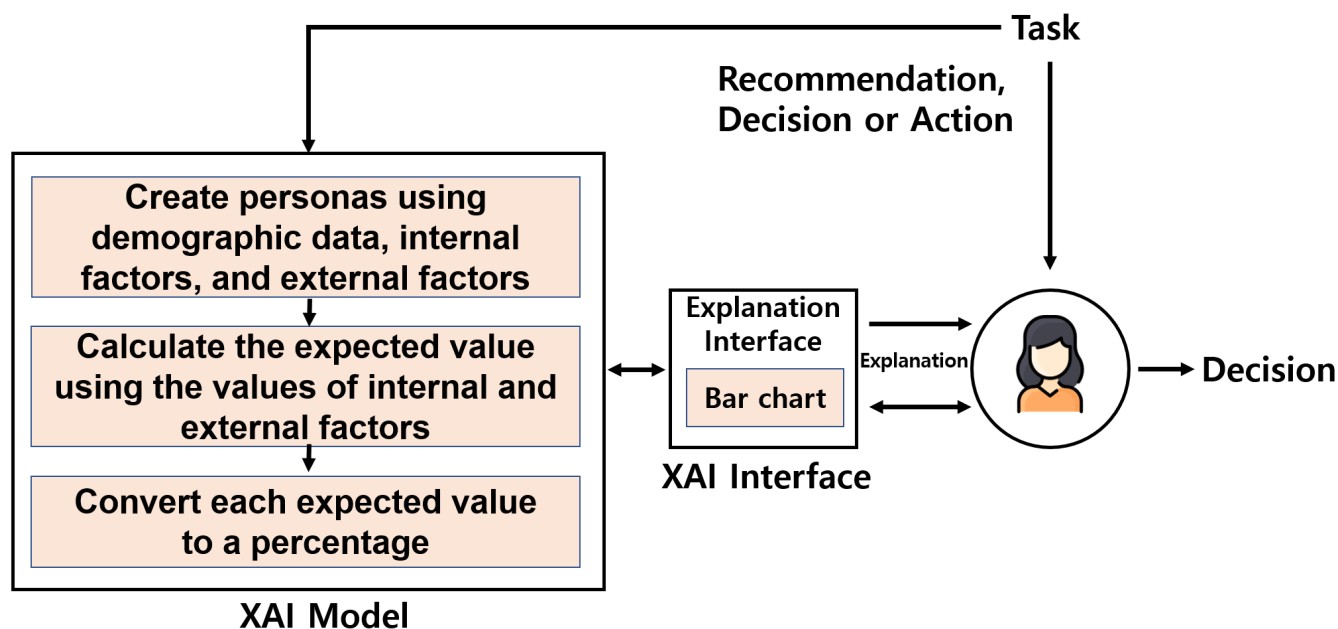 Task
Recommendation,
Decision or Action
Create personas using
demographic data, internal
factors, and external factors
Calculate the expected value
using the values of internal and
external factors
Convert each expected value
to a percentage
XAI Model
Explanation
Interface
Bar chart
XAI Interface
Explanation
Decision